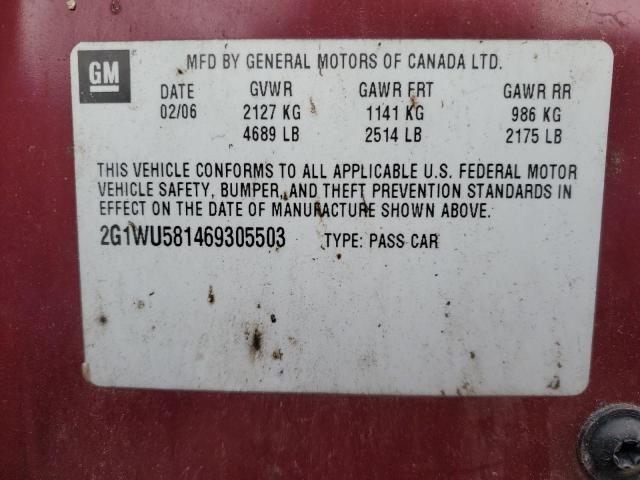 GM
MFD BY GENERAL MOTORS OF CANADA LTD.
DATE GVWR GAWR FRT GAWR RR
02/06 2127 KG 1141 KG 986 KG
4689 LB 2514 LB 2175 LB
THIS VEHICLE CONFORMS TO ALL APPLICABLE U.S. FEDERAL MOTOR
VEHICLE SAFETY, BUMPER, AND THEFT PREVENTION STANDARDS IN
EFFECT ON THE DATE OF MANUFACTURE SHOWN ABOVE.
2G1WU581469305503 TYPE: PASS CAR